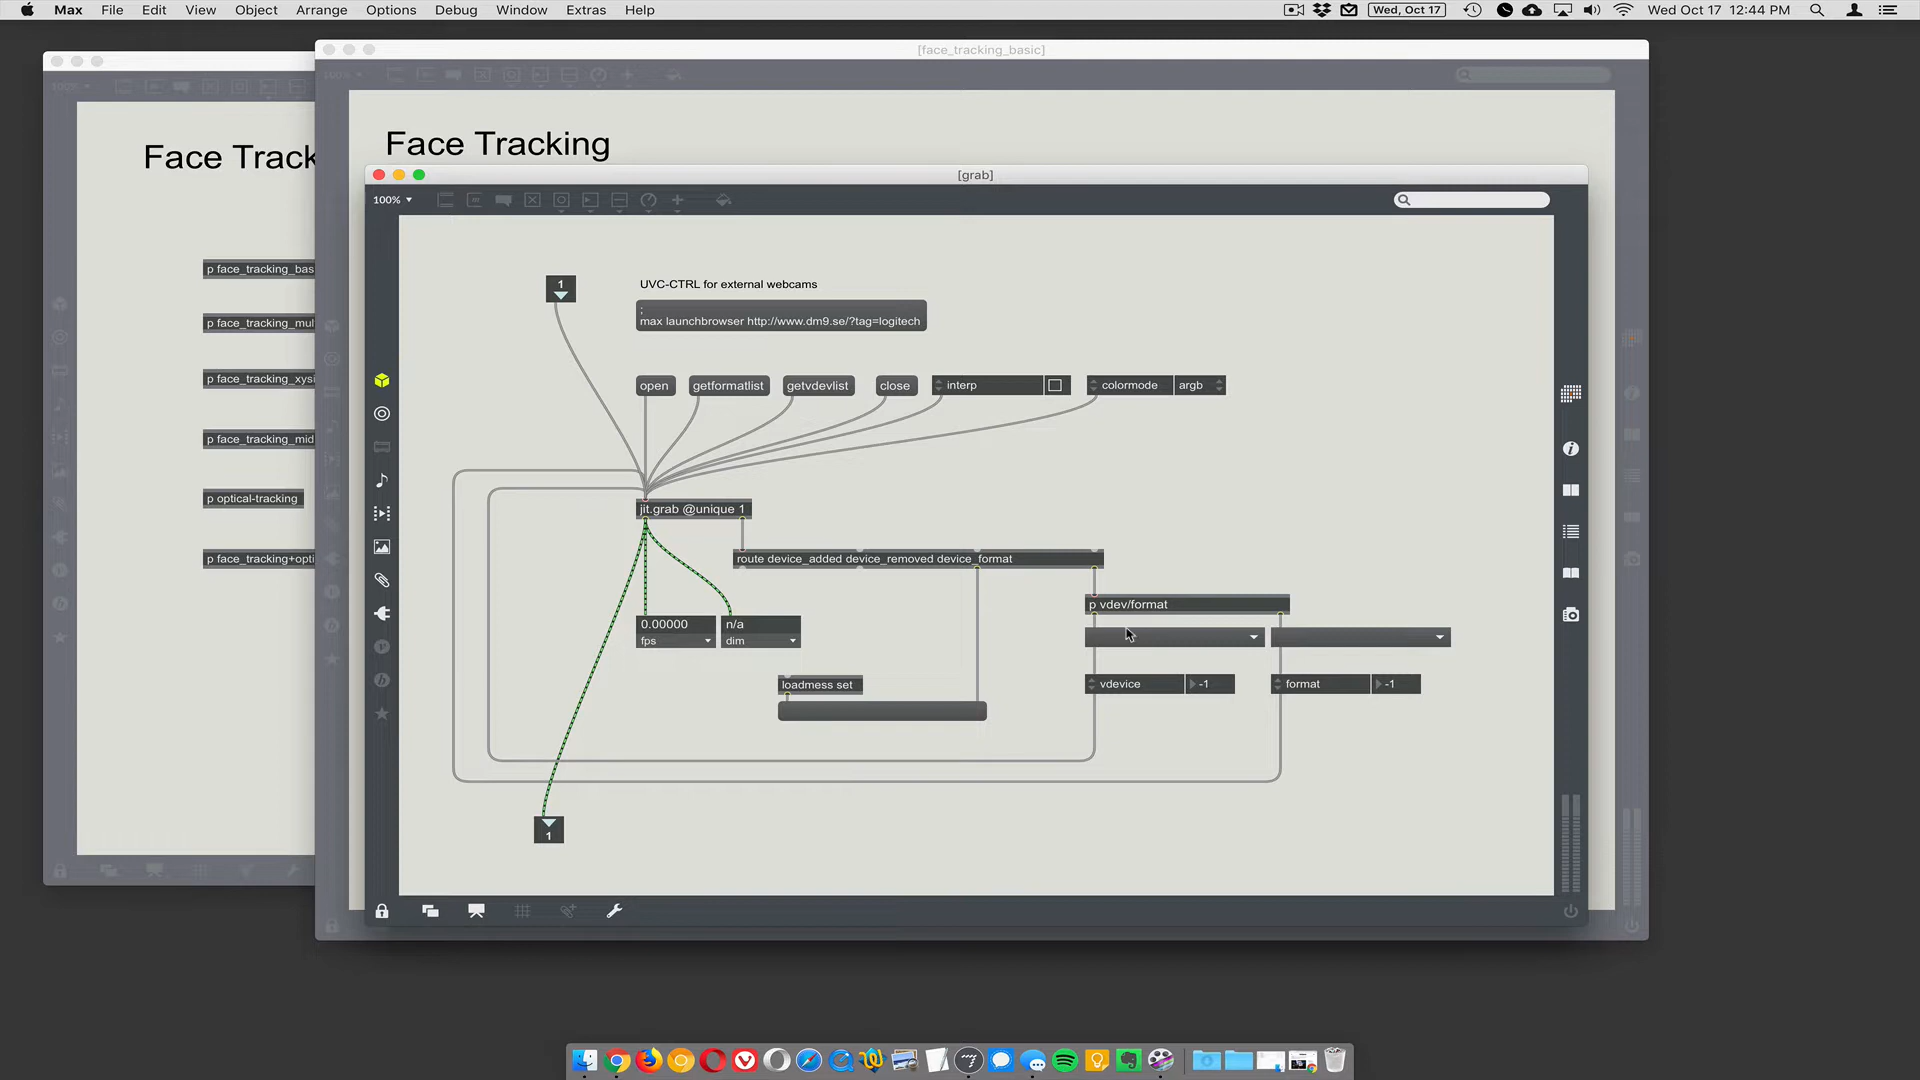 Max File Edit View Object Arrange Options Debug Window Extras Help
Wed, Oct 17
Wed Oct 17 12:44 PM
[face_tracking_basic]
100%
Face Tracking
Face Track
[grab]
100%
p face_tracking_bas
p face_tracking_mul
p face_tracking_xysi
p face_tracking_mid
p optical-tracking
p face_tracking+opti
1
UVC-CTRL for external webcams
;
max launchbrowser http://www.dm9.se/?tag=logitech
open getformatlist getvdevlist close interp colormode argb
jit.grab @unique 1
route device_added device_removed device_format
p vdev/format
0.00000 n/a
fps dim
loadmess set
vdevice -1 format -1
1